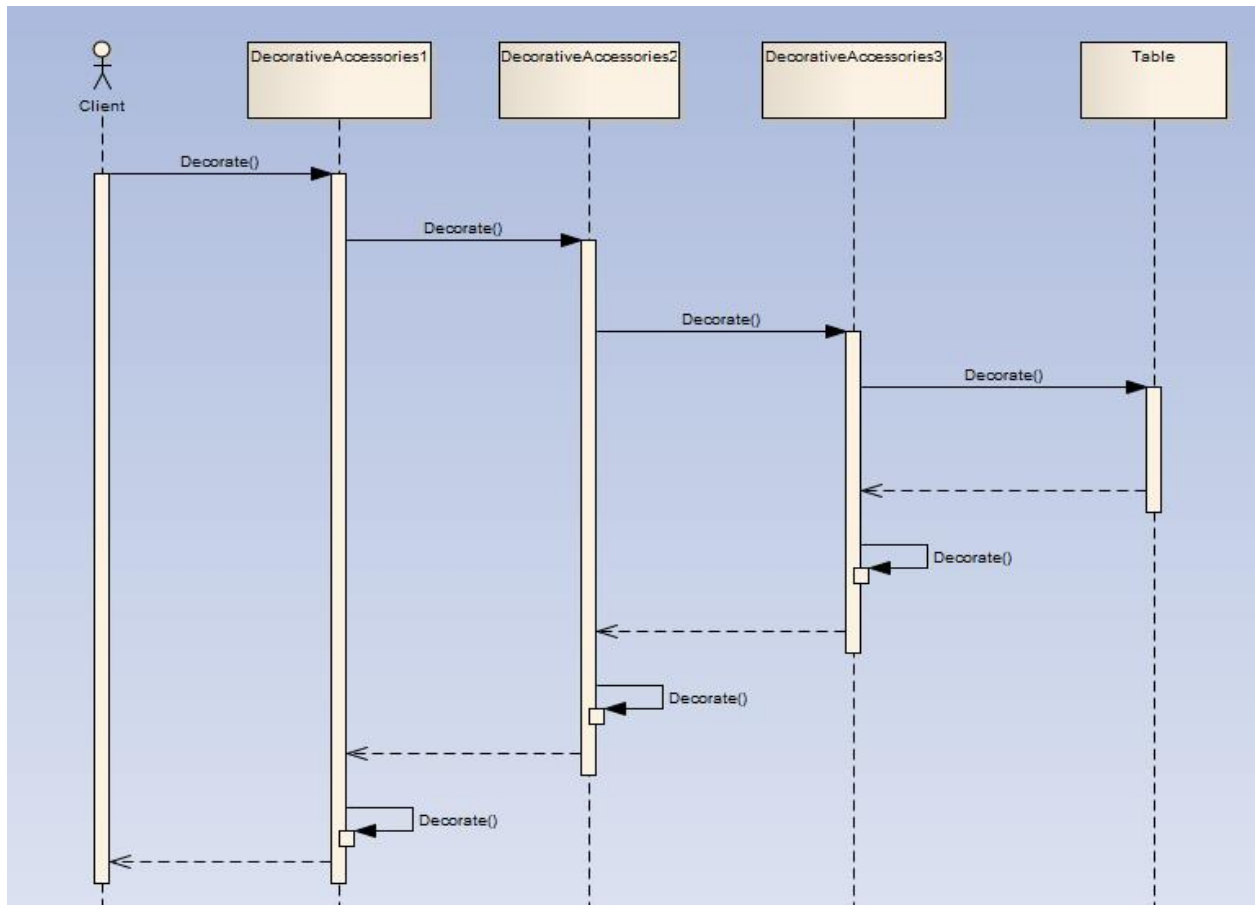 DecorativeAccessories1
DecorativeAccessories2
DecorativeAccessories3
Table
Client
Decorate()
Decorate()
Decorate()
Decorate()
Decorate()
Decorate()
Decorate()